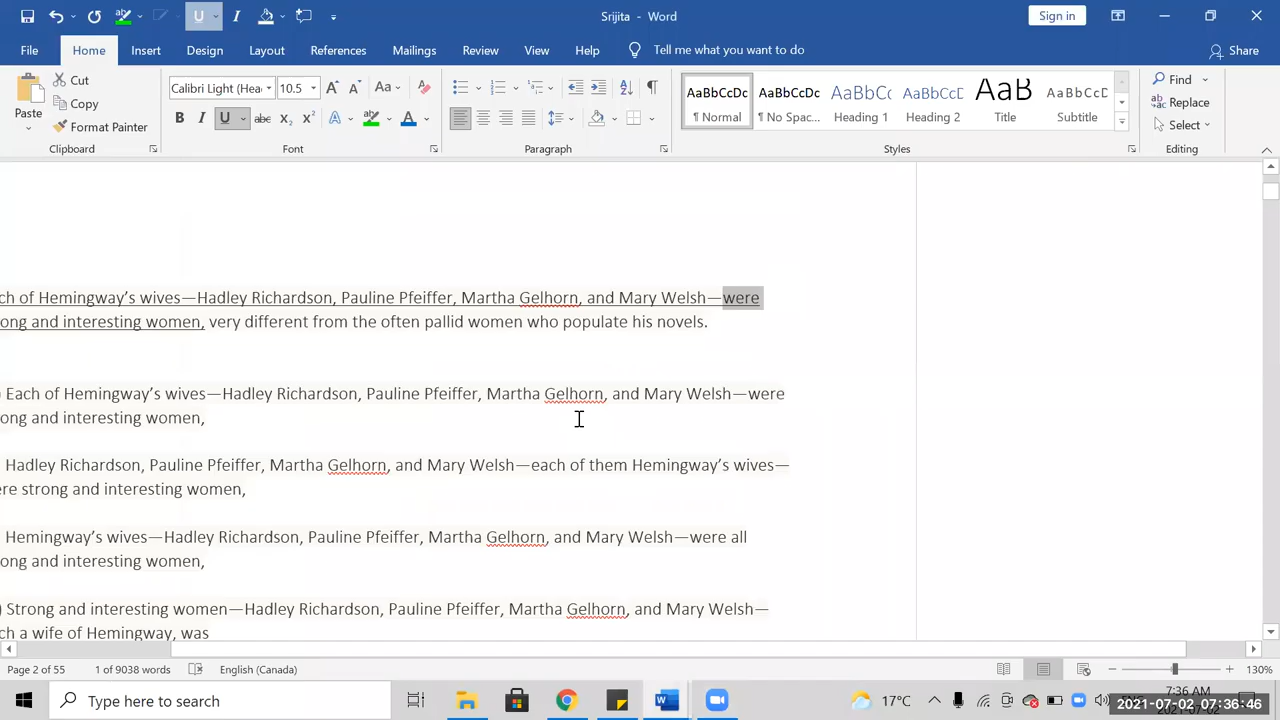 Srijita - Word
Sign in
File Home Insert Design Layout References Mailings Review View Help Tell me what you want to do Share
Paste
Cut
Copy
Format Painter
Clipboard
Calibri Light (Hea 10.5
Font
Paragraph
AaBbCcDc AaBbCcDc AaBbCc AaBbCcD AaB AaBbCcD
¶ Normal ¶ No Spac... Heading 1 Heading 2 Title Subtitle
Styles
Find
Replace
Select
Editing
ch of Hemingway's wives—Hadley Richardson, Pauline Pfeiffer, Martha Gelhorn, and Mary Welsh—were
ong and interesting women, very different from the often pallid women who populate his novels.
) Each of Hemingway's wives—Hadley Richardson, Pauline Pfeiffer, Martha Gelhorn, and Mary Welsh—were
ong and interesting women,
Hadley Richardson, Pauline Pfeiffer, Martha Gelhorn, and Mary Welsh—each of them Hemingway's wives—
ere strong and interesting women,
Hemingway's wives—Hadley Richardson, Pauline Pfeiffer, Martha Gelhorn, and Mary Welsh—were all
ong and interesting women,
) Strong and interesting women—Hadley Richardson, Pauline Pfeiffer, Martha Gelhorn, and Mary Welsh—
ch a wife of Hemingway, was
Page 2 of 55 1 of 9038 words English (Canada) 130%
Type here to search
17°C
7:36 AM
2021-07-02 07:36:46